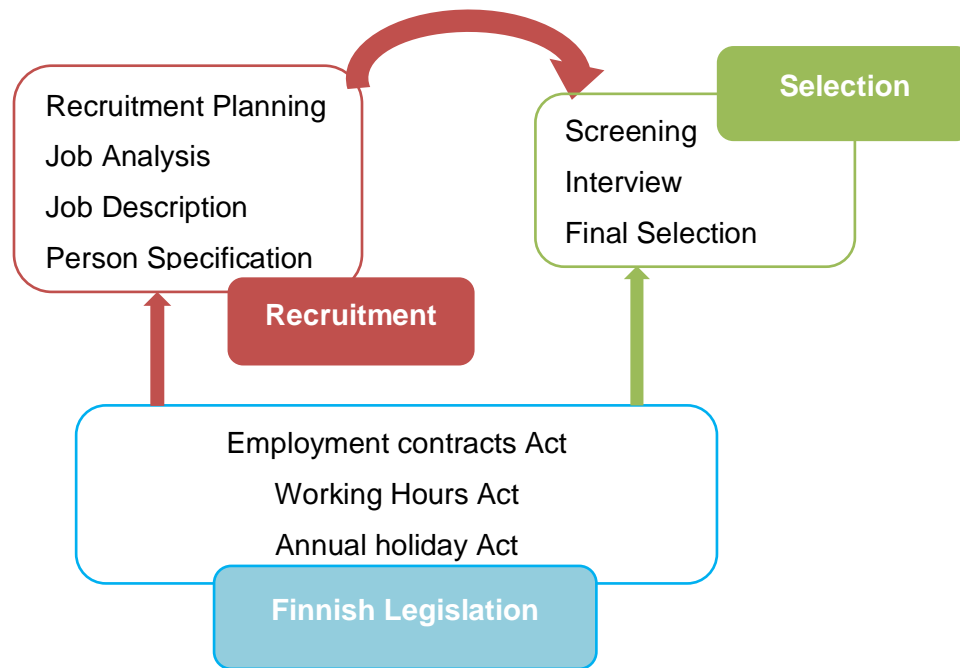 Recruitment Planning
Job Analysis
Job Description
Person Specification
Recruitment
Selection
Screening
Interview
Final Selection
Employment contracts Act
Working Hours Act
Annual holiday Act
Finnish Legislation